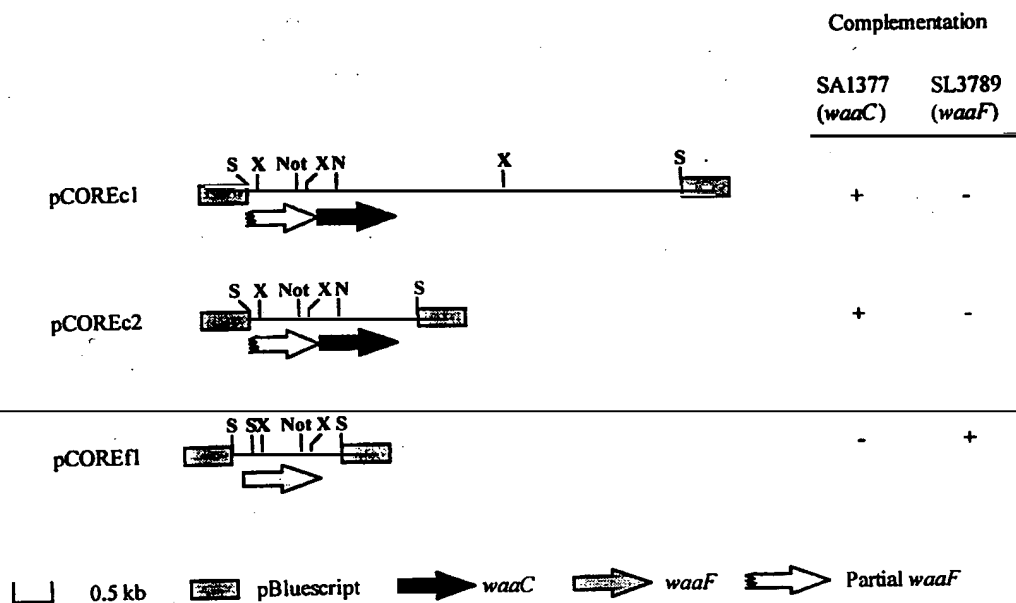 Complementation
SA1377 SL3789
(waaC) (waaF)
S X Not X N X S
pCOREc1 + -
S X Not X N S
pCOREc2 + -
S SX Not X S
pCOREf1 - +
0.5 kb pBluescript waaC waaF Partial waaF